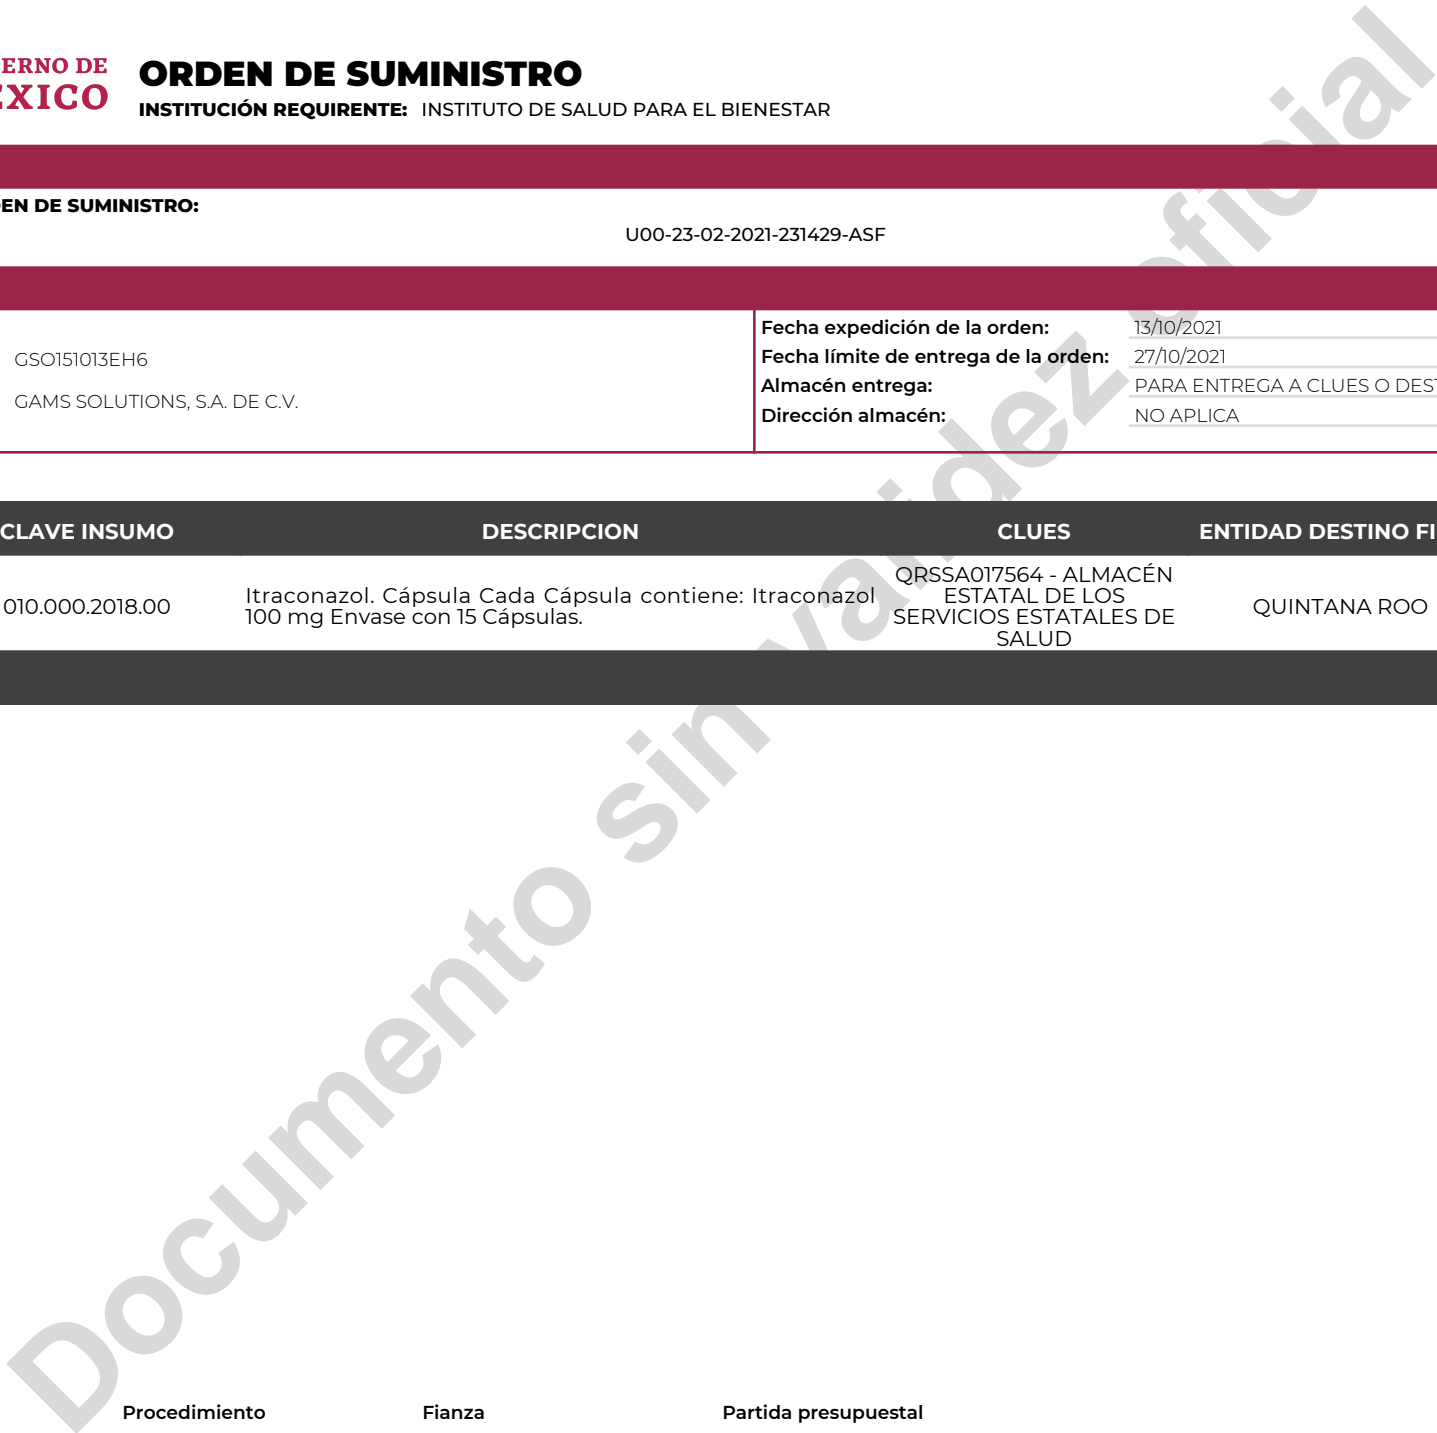 ERNO DE
ÉXICO
ORDEN DE SUMINISTRO
INSTITUCIÓN REQUIRENTE: INSTITUTO DE SALUD PARA EL BIENESTAR
EN DE SUMINISTRO:
U00-23-02-2021-231429-ASF
GSO151013EH6
GAMS SOLUTIONS, S.A. DE C.V.
Fecha expedición de la orden: 13/10/2021
Fecha límite de entrega de la orden: 27/10/2021
Almacén entrega: PARA ENTREGA A CLUES O DEST
Dirección almacén: NO APLICA
CLAVE INSUMO DESCRIPCION CLUES ENTIDAD DESTINO FI
010.000.2018.00
Itraconazol. Cápsula Cada Cápsula contiene: Itraconazol
100 mg Envase con 15 Cápsulas.
QRSSA017564 - ALMACÉN
ESTATAL DE LOS
SERVICIOS ESTATALES DE
SALUD
QUINTANA ROO
Documento sin validez oficial
Procedimiento Fianza Partida presupuestal